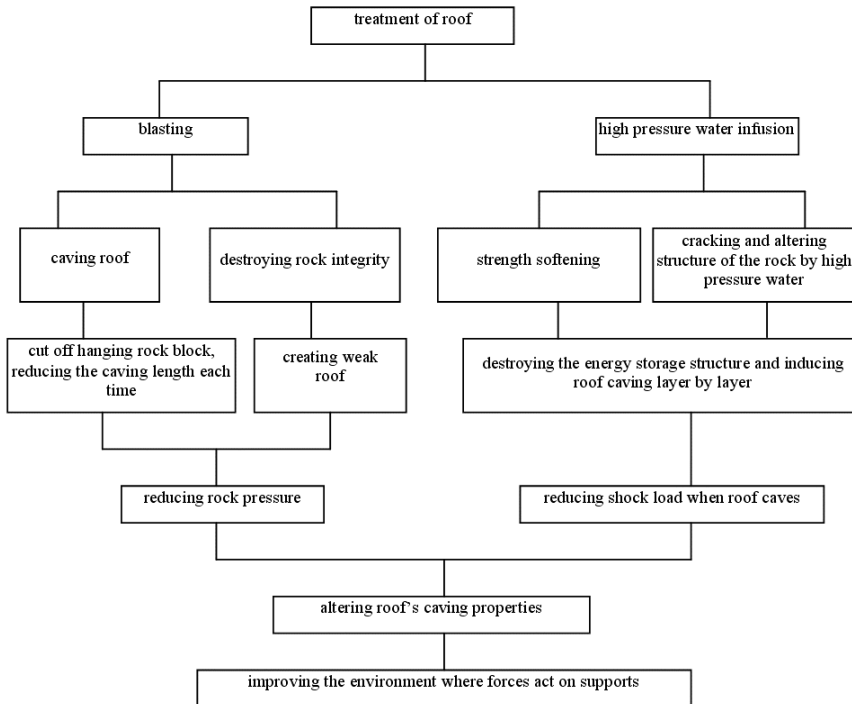 treatment of roof
blasting
high pressure water infusion
caving roof
destroying rock integrity
strength softening
cracking and altering
structure of the rock by high
pressure water
cut off hanging rock block,
reducing the caving length each
time
creating weak
roof
destroying the energy storage structure and inducing
roof caving layer by layer
reducing rock pressure
reducing shock load when roof caves
altering roof’s caving properties
improving the environment where forces act on supports